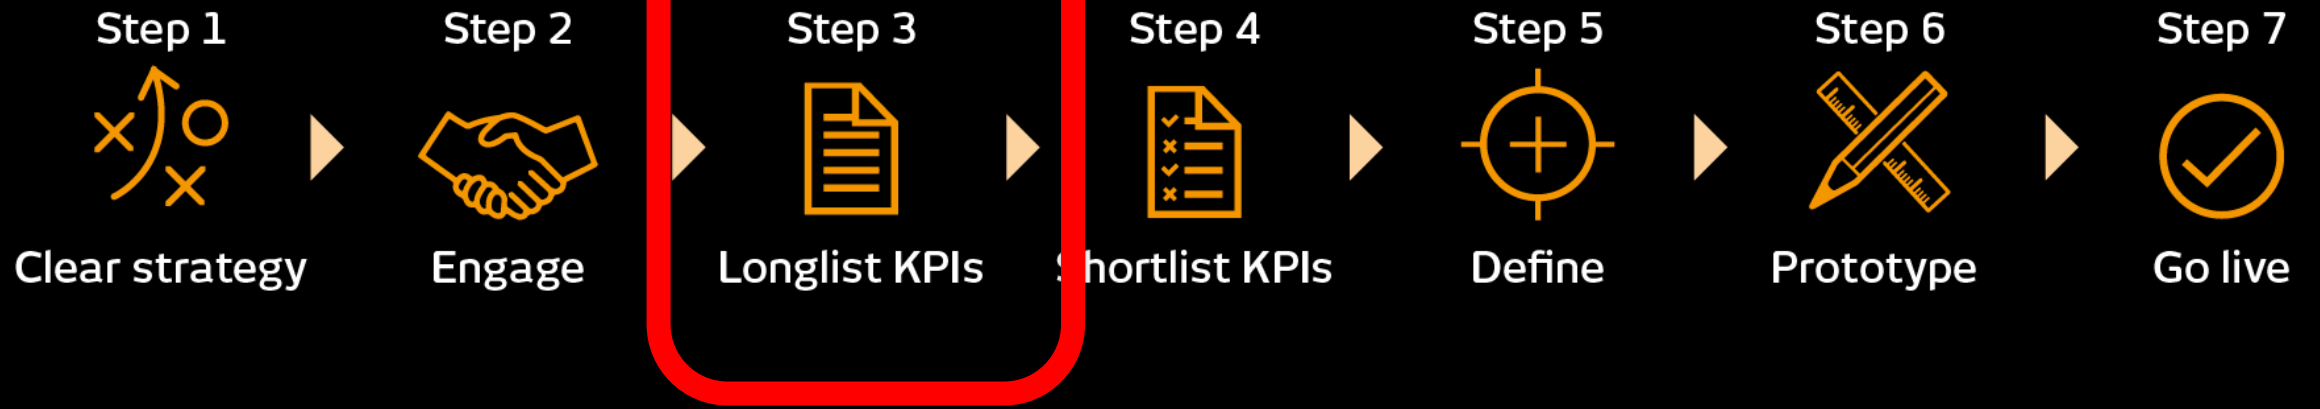 Step 1
Step 2
Step 3
Step 4
Step 5
Step 6
Step 7
Clear strategy
Engage
Longlist KPIs
Shortlist KPIs
Define
Prototype
Go live